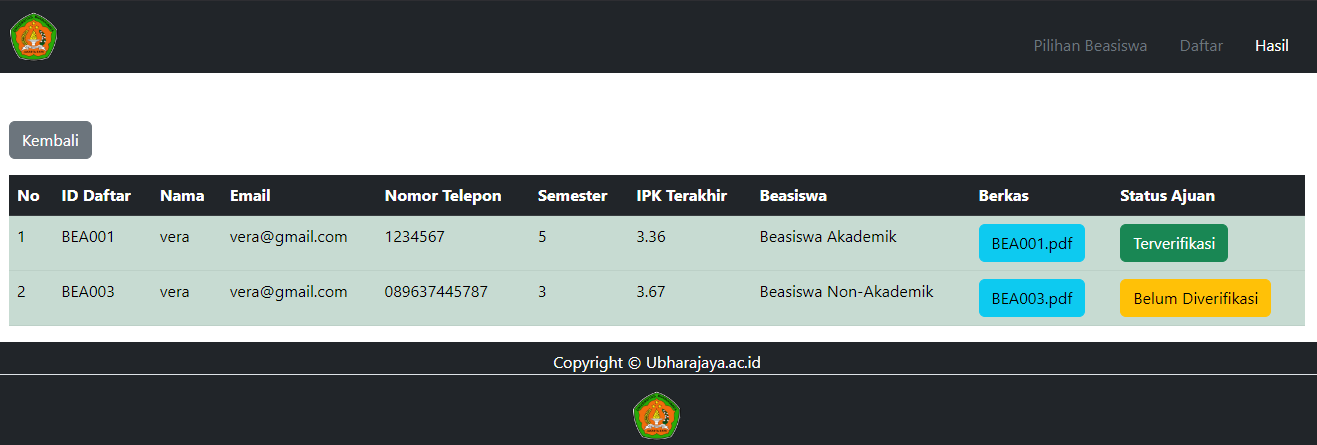 Pilihan Beasiswa Daftar Hasil
Kembali
No ID Daftar Nama Email Nomor Telepon Semester IPK Terakhir Beasiswa Berkas Status Ajuan
1 BEA001 vera vera@gmail.com 1234567 5 3.36 Beasiswa Akademik BEA001.pdf Terverifikasi
2 BEA003 vera vera@gmail.com 089637445787 3 3.67 Beasiswa Non-Akademik BEA003.pdf Belum Diverifikasi
Copyright © Ubharajaya.ac.id